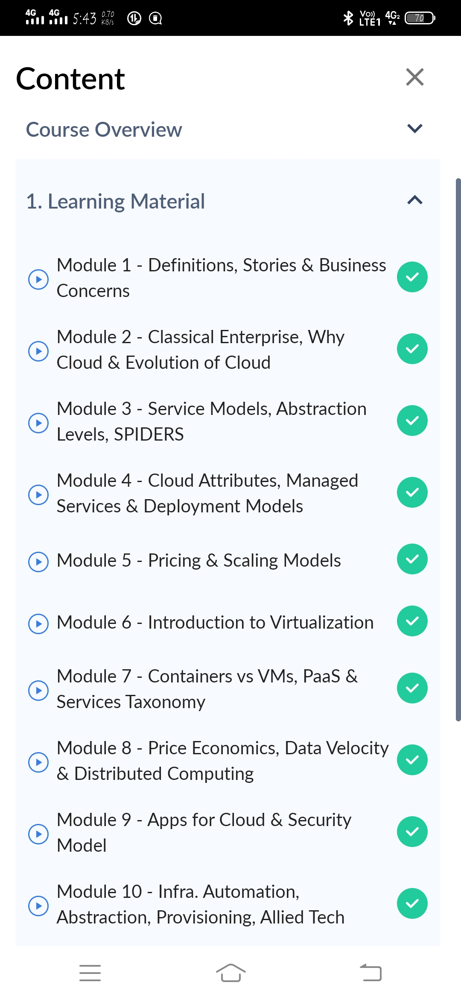 4G 4G 5:43 0.70 KB/s Vo)) LTE1 4G2 70
Content
Course Overview
1. Learning Material
Module 1 - Definitions, Stories & Business
Concerns
Module 2 - Classical Enterprise, Why
Cloud & Evolution of Cloud
Module 3 - Service Models, Abstraction
Levels, SPIDERS
Module 4 - Cloud Attributes, Managed
Services & Deployment Models
Module 5 - Pricing & Scaling Models
Module 6 - Introduction to Virtualization
Module 7 - Containers vs VMs, PaaS &
Services Taxonomy
Module 8 - Price Economics, Data Velocity
& Distributed Computing
Module 9 - Apps for Cloud & Security
Model
Module 10 - Infra. Automation,
Abstraction, Provisioning, Allied Tech